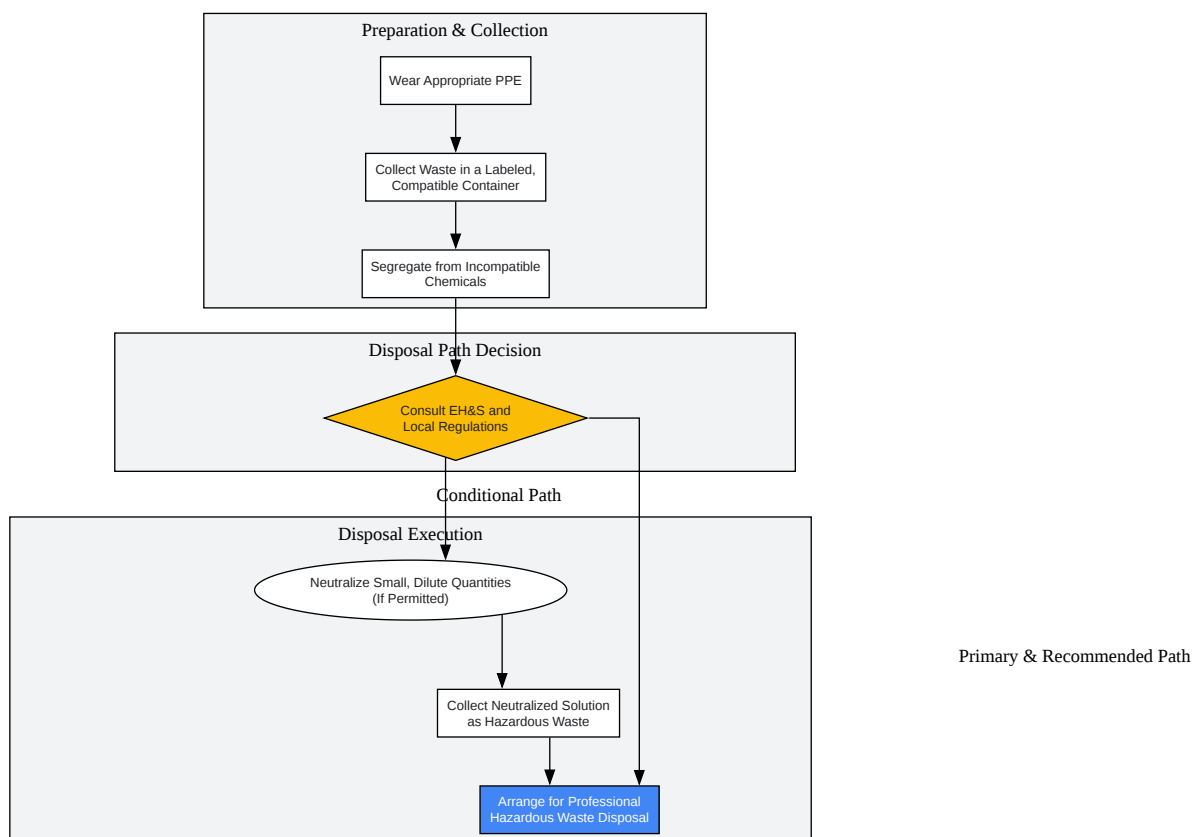 Preparation & Collection
Wear Appropriate PPE
Collect Waste in a Labeled,
Compatible Container
Segregate from Incompatible
Chemicals
Disposal Path Decision
Consult EH&S and
Local Regulations
Conditional Path
Disposal Execution
Neutralize Small, Dilute Quantities
(If Permitted)
Primary & Recommended Path
Collect Neutralized Solution
as Hazardous Waste
Arrange for Professional
Hazardous Waste Disposal